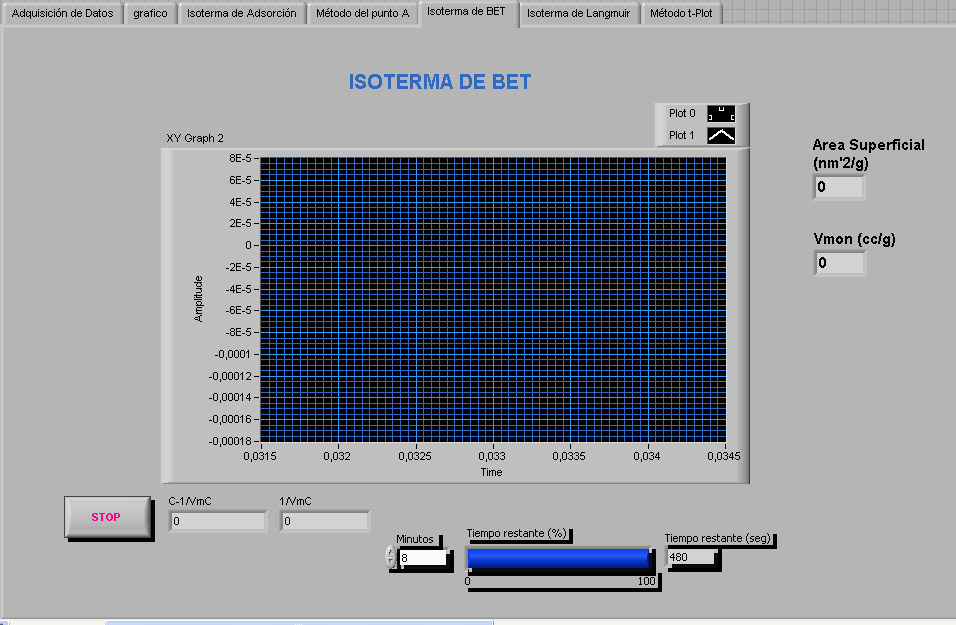 Adquisición de Datos
grafico
Isoterma de Adsorción
Método del punto A
Isoterma de BET
Isoterma de Langmuir
Método t-Plot
ISOTERMA DE BET
Plot 0
Plot 1
XY Graph 2
8E-5
6E-5
4E-5
2E-5
0
-2E-5
-4E-5
-6E-5
-8E-5
-0,0001
-0,00012
-0,00014
-0,00016
-0,00018
Amplitude
0,0315
0,032
0,0325
0,033
0,0335
0,034
0,0345
Time
Area Superficial
(nm'2/g)
0
Vmon (cc/g)
0
STOP
C-1/VmC
0
1/VmC
0
Minutos
8
Tiempo restante (%)
0
100
Tiempo restante (seg)
480